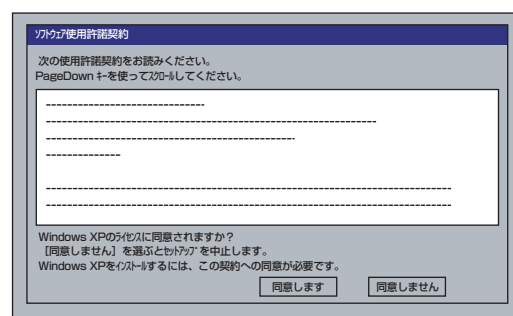 ソフトウェア使用許諾契約
次の使用許諾契約をお読みください。
PageDown キーを使ってスクロールしてください。
Windows XPのライセンスに同意されますか？
［同意しません］を選ぶとセットアップを中止します。
Windows XPをインストールするには、この契約への同意が必要です。
同意します　同意しません